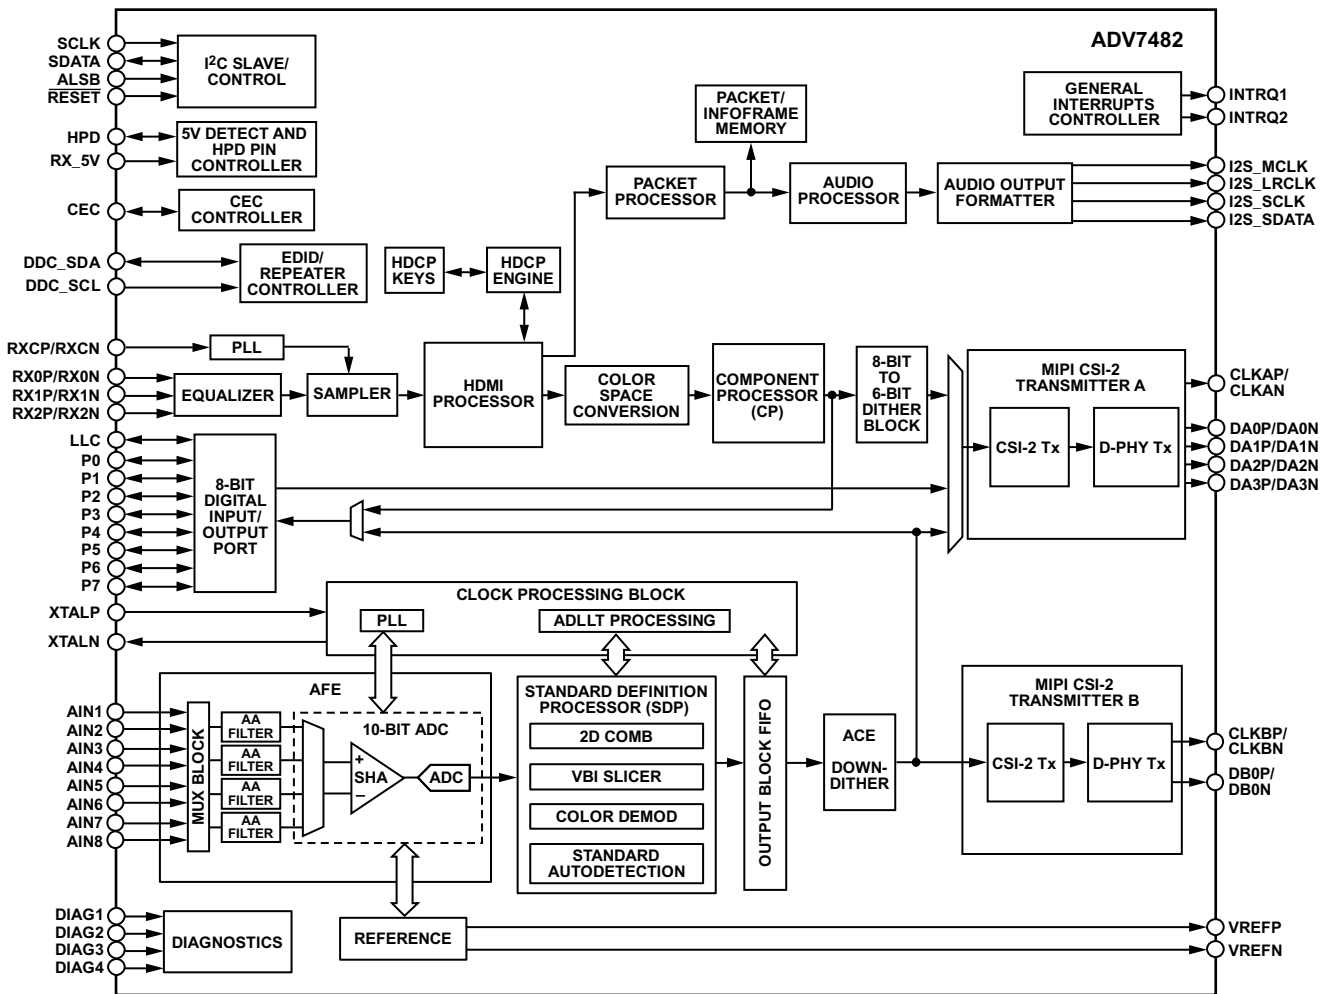 ADV7482
SCLK
SDATA
ALSB
RESET
I²C SLAVE/
CONTROL
HPD
RX_5V
5V DETECT AND
HPD PIN
CONTROLLER
CEC
CEC
CONTROLLER
DDC_SDA
DDC_SCL
EDID/
REPEATER
CONTROLLER
HDCP
KEYS
HDCP
ENGINE
PACKET
PROCESSOR
PACKET/
INFOFRAME
MEMORY
AUDIO
PROCESSOR
AUDIO OUTPUT
FORMATTER
GENERAL
INTERRUPTS
CONTROLLER
INTRQ1
INTRQ2
I2S_MCLK
I2S_LRCLK
I2S_SCLK
I2S_SDATA
RXCP/RXCN
PLL
RX0P/RX0N
RX1P/RX1N
RX2P/RX2N
EQUALIZER
SAMPLER
HDMI
PROCESSOR
COLOR
SPACE
CONVERSION
COMPONENT
PROCESSOR
(CP)
8-BIT
TO
6-BIT
DITHER
BLOCK
MIPI CSI-2
TRANSMITTER A
CSI-2 Tx
D-PHY Tx
CLKAP/
CLKAN
DA0P/DA0N
DA1P/DA1N
DA2P/DA2N
DA3P/DA3N
LLC
P0
P1
P2
P3
P4
P5
P6
P7
8-BIT
DIGITAL
INPUT/
OUTPUT
PORT
XTALP
XTALN
CLOCK PROCESSING BLOCK
PLL
ADLLT PROCESSING
AFE
AIN1
AIN2
AIN3
AIN4
AIN5
AIN6
AIN7
AIN8
MUX BLOCK
AA
FILTER
AA
FILTER
AA
FILTER
AA
FILTER
10-BIT ADC
+
SHA
−
ADC
STANDARD DEFINITION
PROCESSOR (SDP)
2D COMB
VBI SLICER
COLOR DEMOD
STANDARD
AUTODETECTION
OUTPUT BLOCK FIFO
ACE
DOWN-
DITHER
MIPI CSI-2
TRANSMITTER B
CSI-2 Tx
D-PHY Tx
CLKBP/
CLKBN
DB0P/
DB0N
DIAG1
DIAG2
DIAG3
DIAG4
DIAGNOSTICS
REFERENCE
VREFP
VREFN